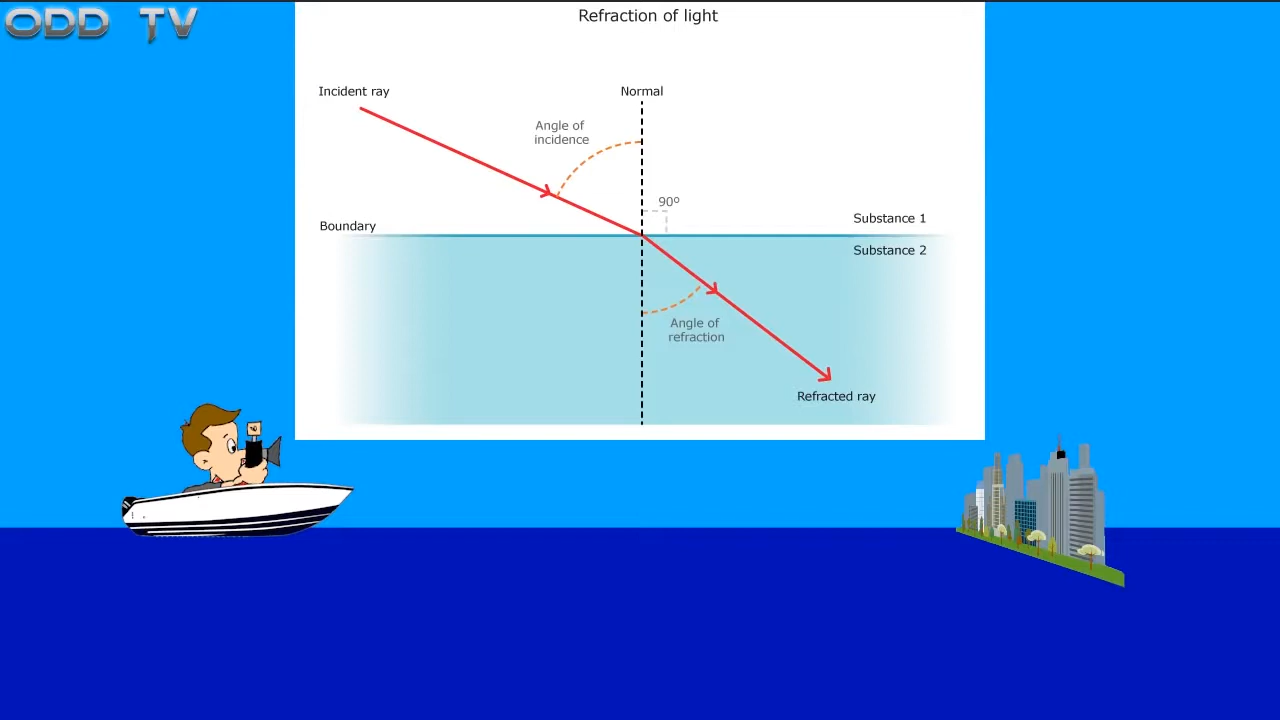 ODD TV
Refraction of light
Incident ray
Normal
Angle of
incidence
90º
Boundary
Substance 1
Substance 2
Angle of
refraction
Refracted ray